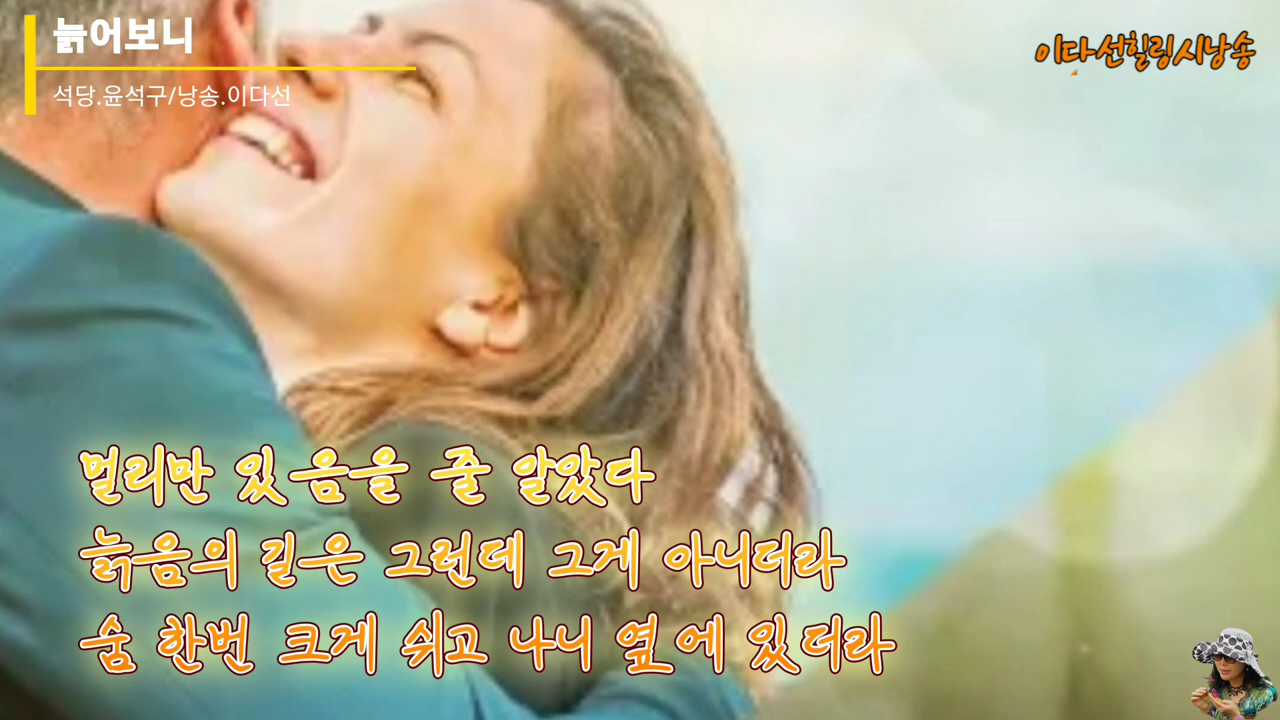 늙어보니
석당.윤석구/낭송.이다선
이다선힐링시낭송
멀리만 있음을 줄 알았다
늙음의 길은 그런데 그게 아니더라
숨 한번 크게 쉬고 나니 옆에 있더라